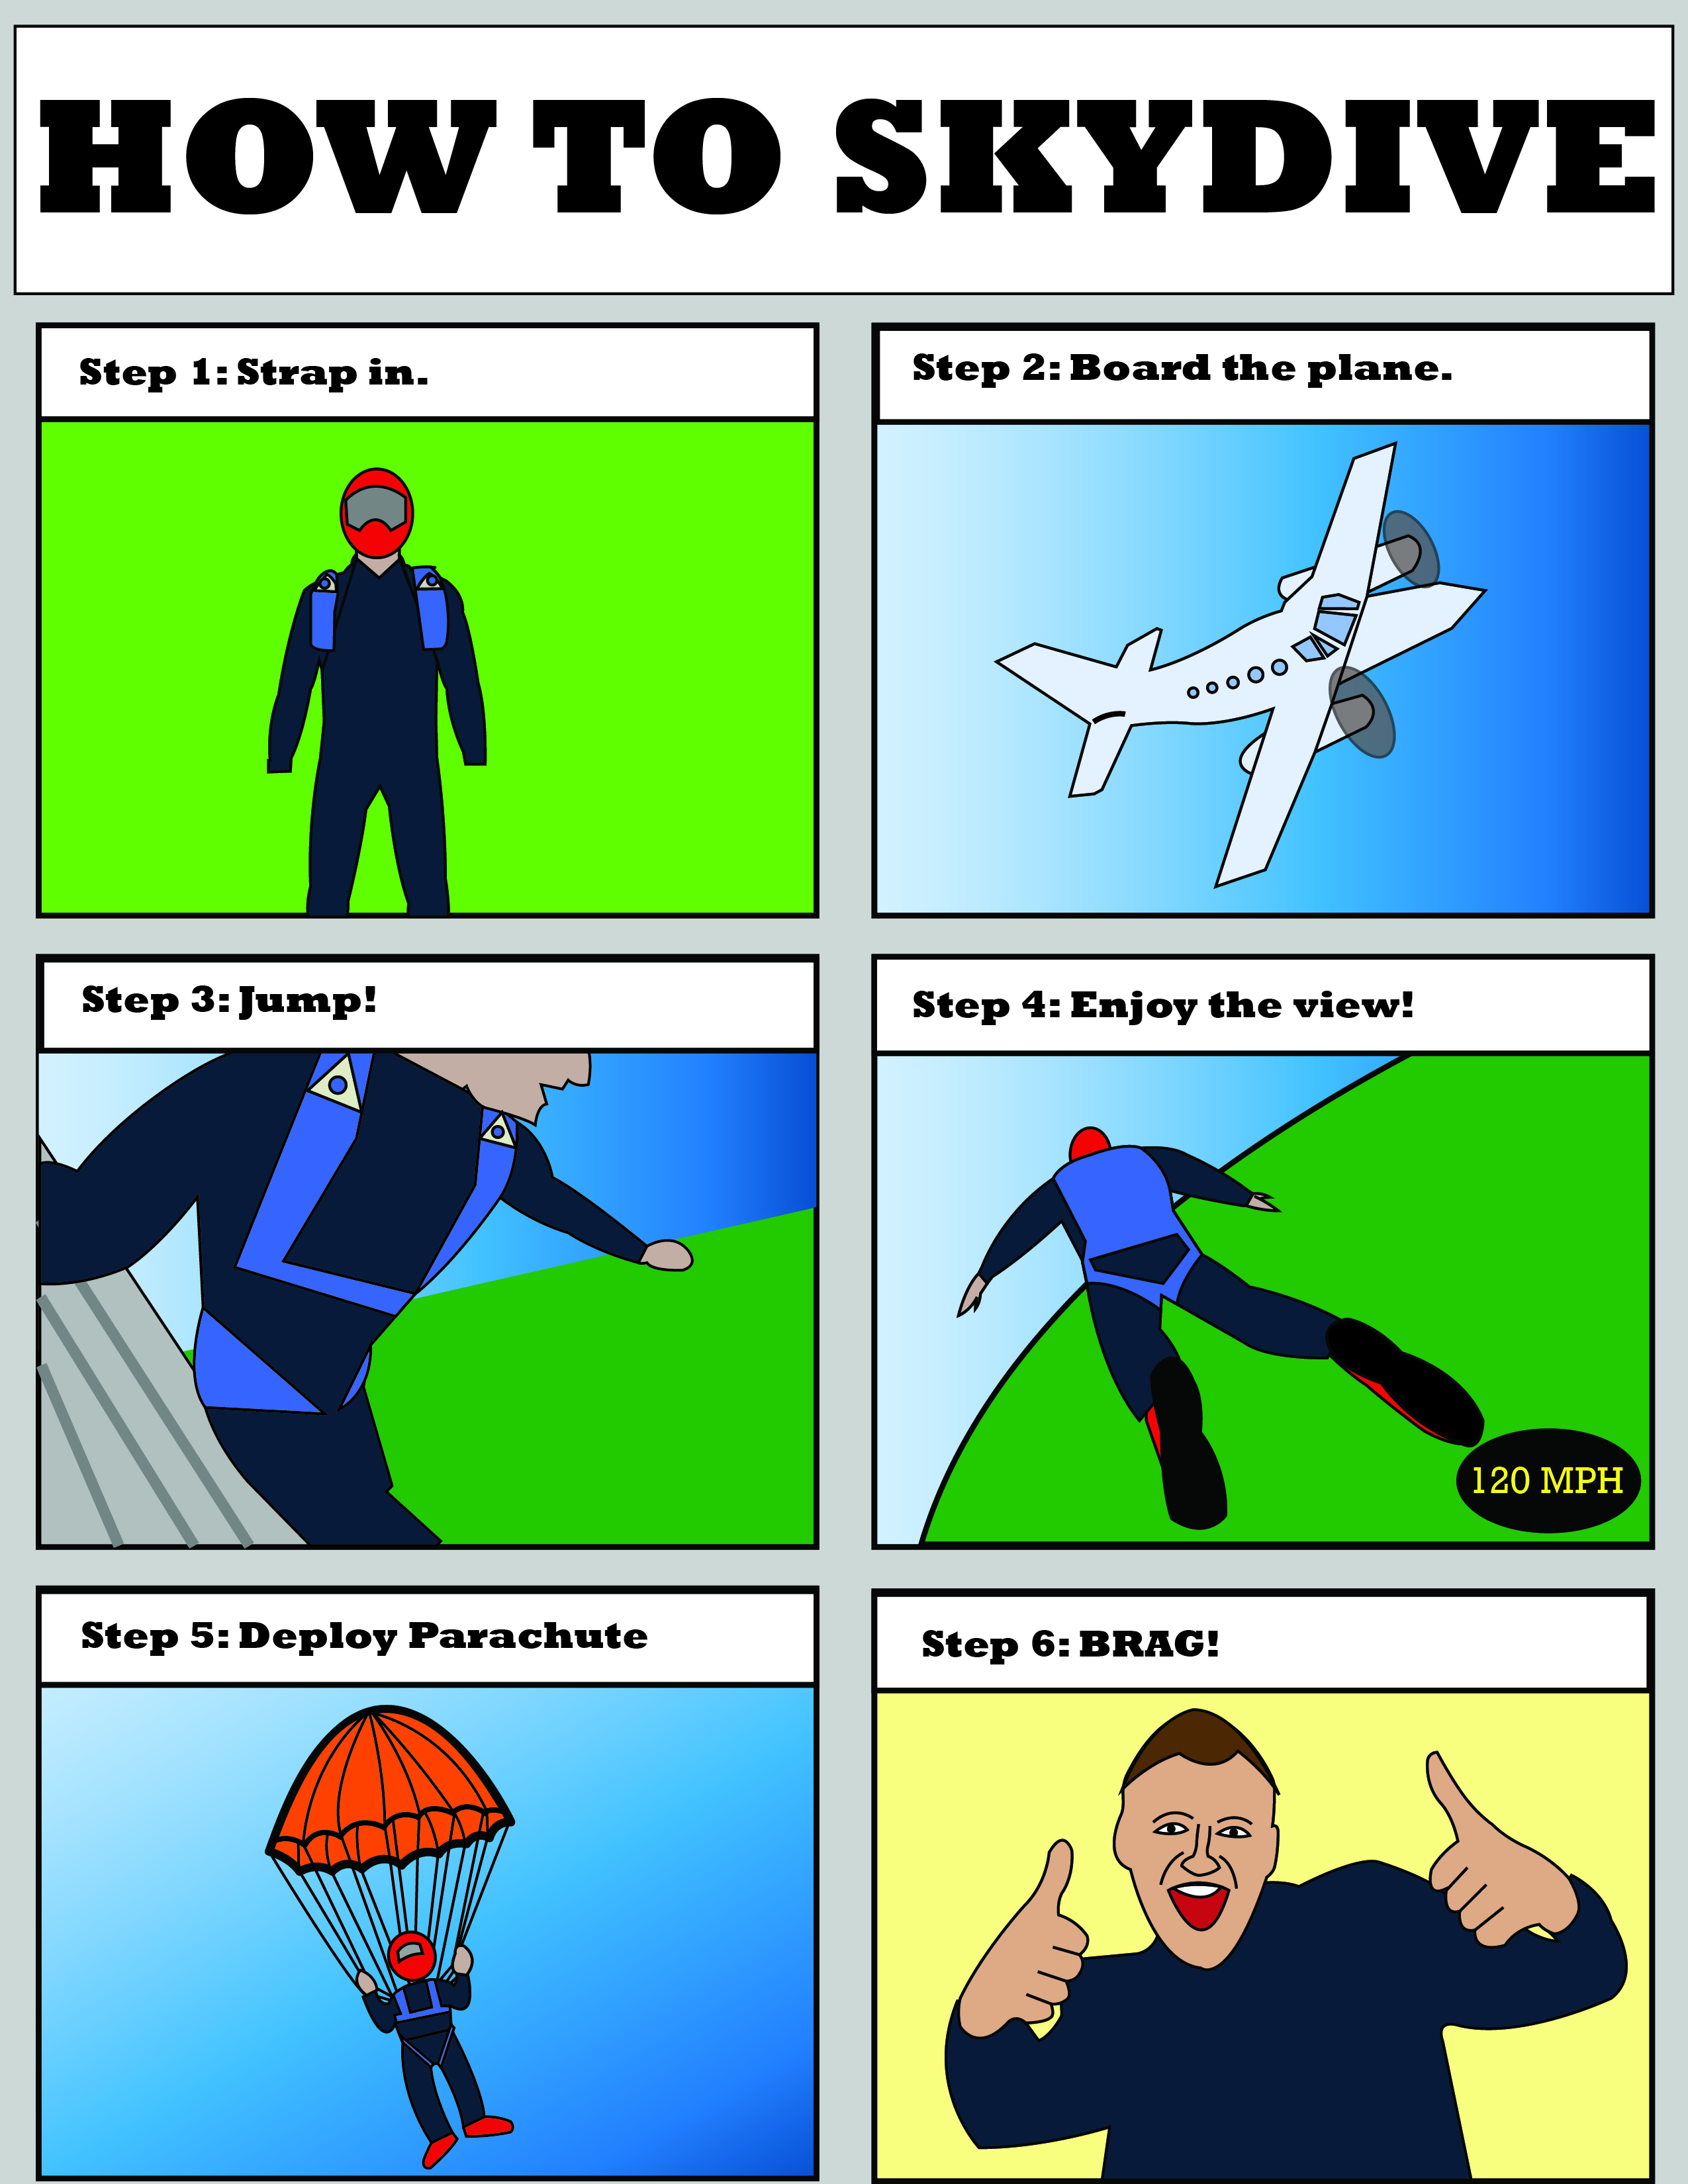 HOW TO SKYDIVE
Step 1: Strap in.
Step 2: Board the plane.
Step 3: Jump!
Step 4: Enjoy the view!
120 MPH
Step 5: Deploy Parachute
Step 6: BRAG!